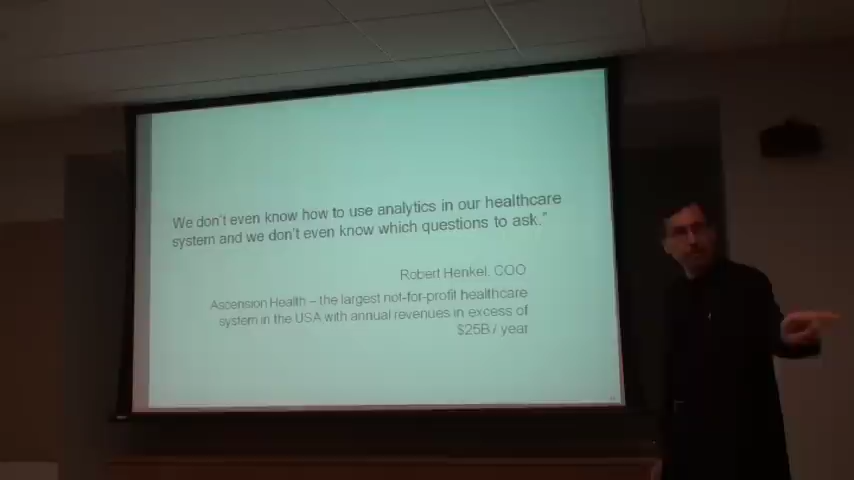 We don't even know how to use analytics in our healthcare
system and we don't even know which questions to ask."
Robert Henkel, COO
Ascension Health – the largest not-for-profit healthcare
system in the USA with annual revenues in excess of
$25B / year